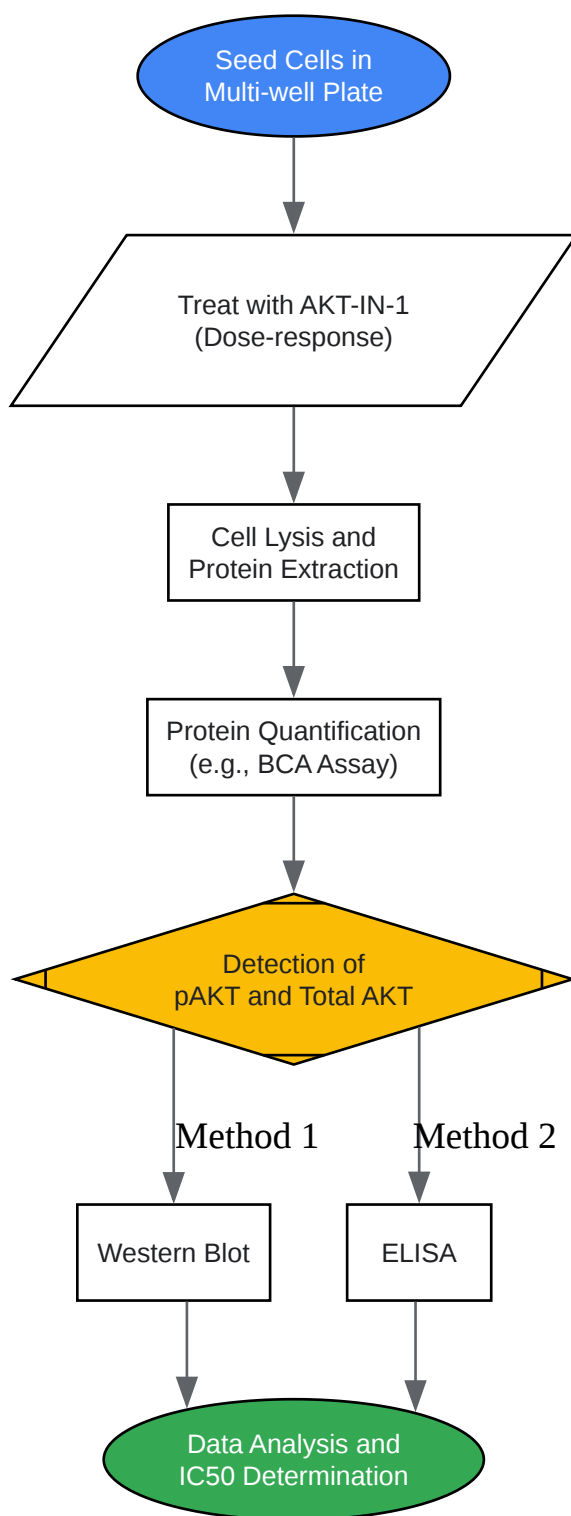 Seed Cells in
Multi-well Plate
Treat with AKT-IN-1
(Dose-response)
Cell Lysis and
Protein Extraction
Protein Quantification
(e.g., BCA Assay)
Detection of
pAKT and Total AKT
Method 1
Method 2
Western Blot
ELISA
Data Analysis and
IC50 Determination